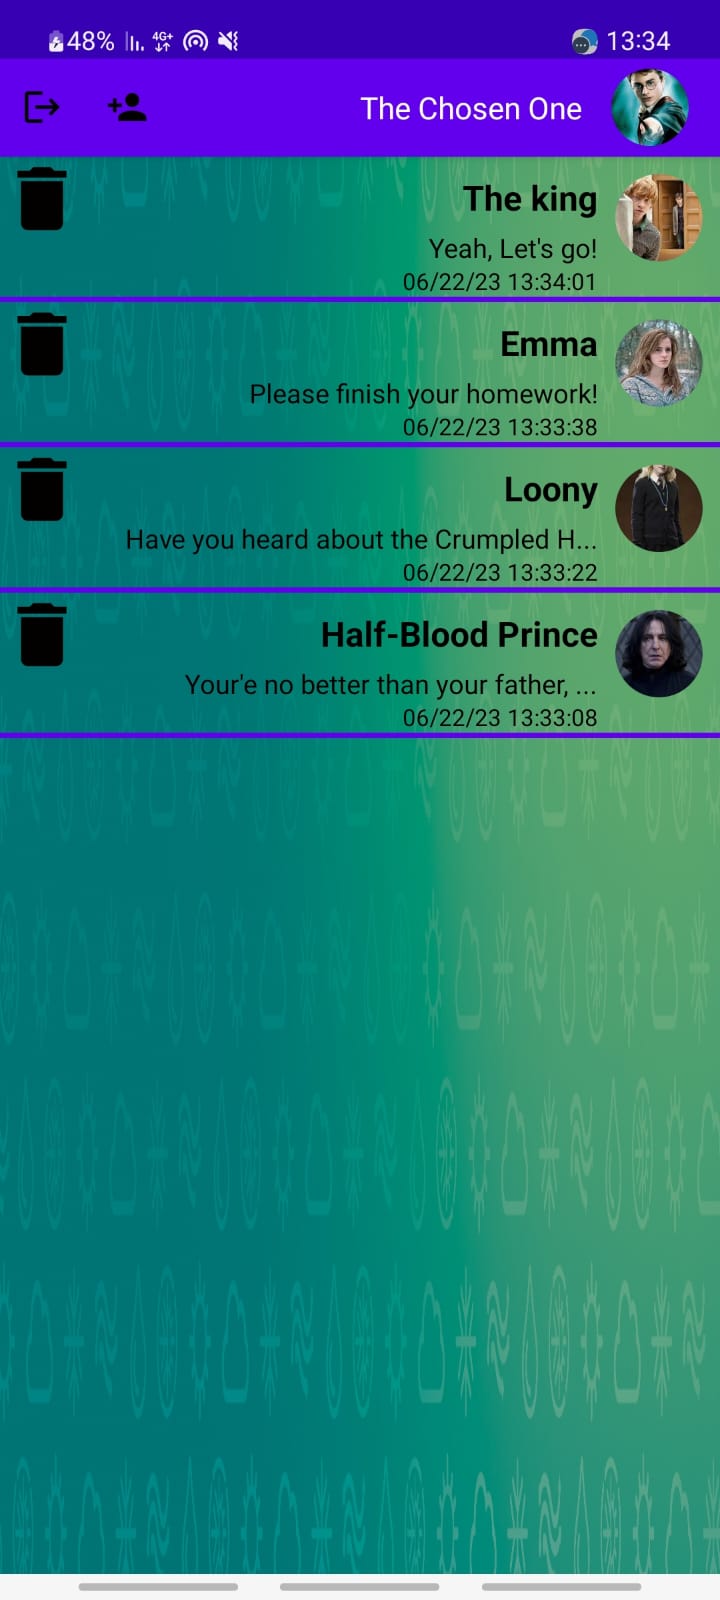 48% 4G+ 13:34
The Chosen One
The king
Yeah, Let's go!
06/22/23 13:34:01
Emma
Please finish your homework!
06/22/23 13:33:38
Loony
Have you heard about the Crumpled H...
06/22/23 13:33:22
Half-Blood Prince
Your'e no better than your father, ...
06/22/23 13:33:08